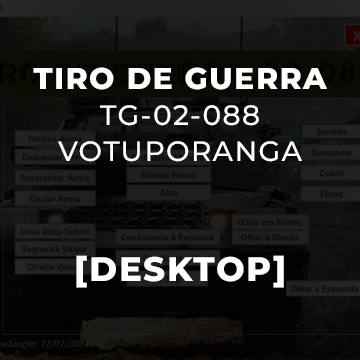 TIRO DE GUERRA
TG-02-088
VOTUPORANGA
[DESKTOP]
X
Ombro Arma
Sentido
Descansar
Descansar
Apresentar Arma
Marcar Passo
Cobrir
Cruzar Arma
Alto
Firme
Olhar em Frente
Meia Volta Volver
Continência à Bandeira
Olhar à Direita
Esquerda Volver
Direita Volver
Olhar à Esquerda